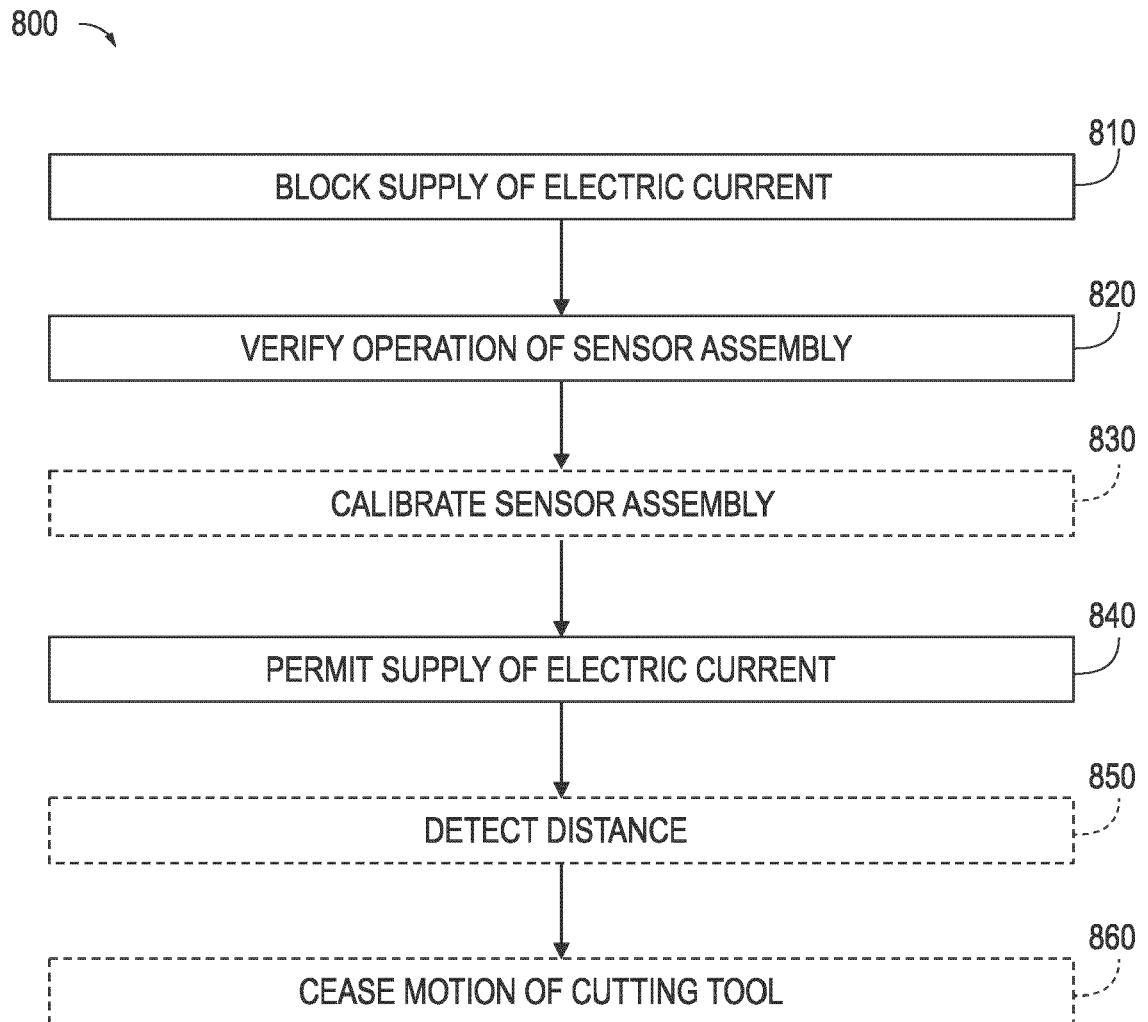 800
810
BLOCK SUPPLY OF ELECTRIC CURRENT
820
VERIFY OPERATION OF SENSOR ASSEMBLY
830
CALIBRATE SENSOR ASSEMBLY
840
PERMIT SUPPLY OF ELECTRIC CURRENT
850
DETECT DISTANCE
860
CEASE MOTION OF CUTTING TOOL